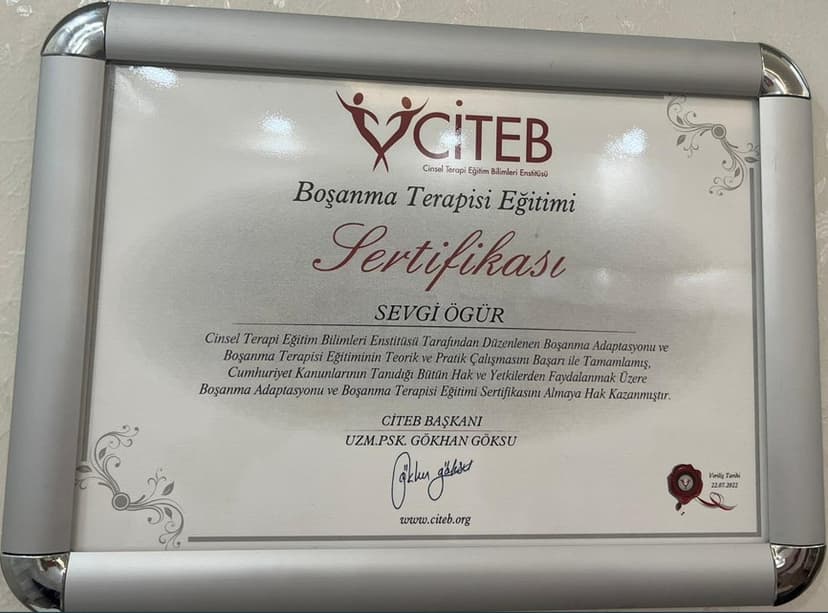 CİTEB
Cinsel Terapi Eğitim Bilimleri Enstitüsü
Boşanma Terapisi Eğitimi
Sertifikası
SEVGİ ÖGÜR
Cinsel Terapi Eğitim Bilimleri Enstitüsü Tarafından Düzenlenen Boşanma Adaptasyonu ve
Boşanma Terapisi Eğitiminin Teorik ve Pratik Çalışmasını Başarı ile Tamamlamış,
Cumhuriyet Kanunlarının Tanıdığı Bütün Hak ve Yetkilerden Faydalanmak Üzere
Boşanma Adaptasyonu ve Boşanma Terapisi Eğitimi Sertifikasını Almaya Hak Kazanmıştır.
CİTEB BAŞKANI
UZM.PSK. GÖKHAN GÖKSU
Gökhan göksu
www.citeb.org
Veriliş Tarihi
22.07.2022